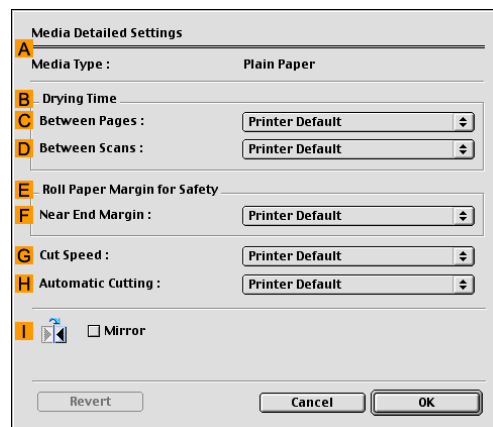 Media Detailed Settings
A
Media Type : Plain Paper
B Drying Time
C Between Pages : Printer Default
D Between Scans : Printer Default
E Roll Paper Margin for Safety
F Near End Margin : Printer Default
G Cut Speed : Printer Default
H Automatic Cutting : Printer Default
I Mirror
Revert Cancel OK